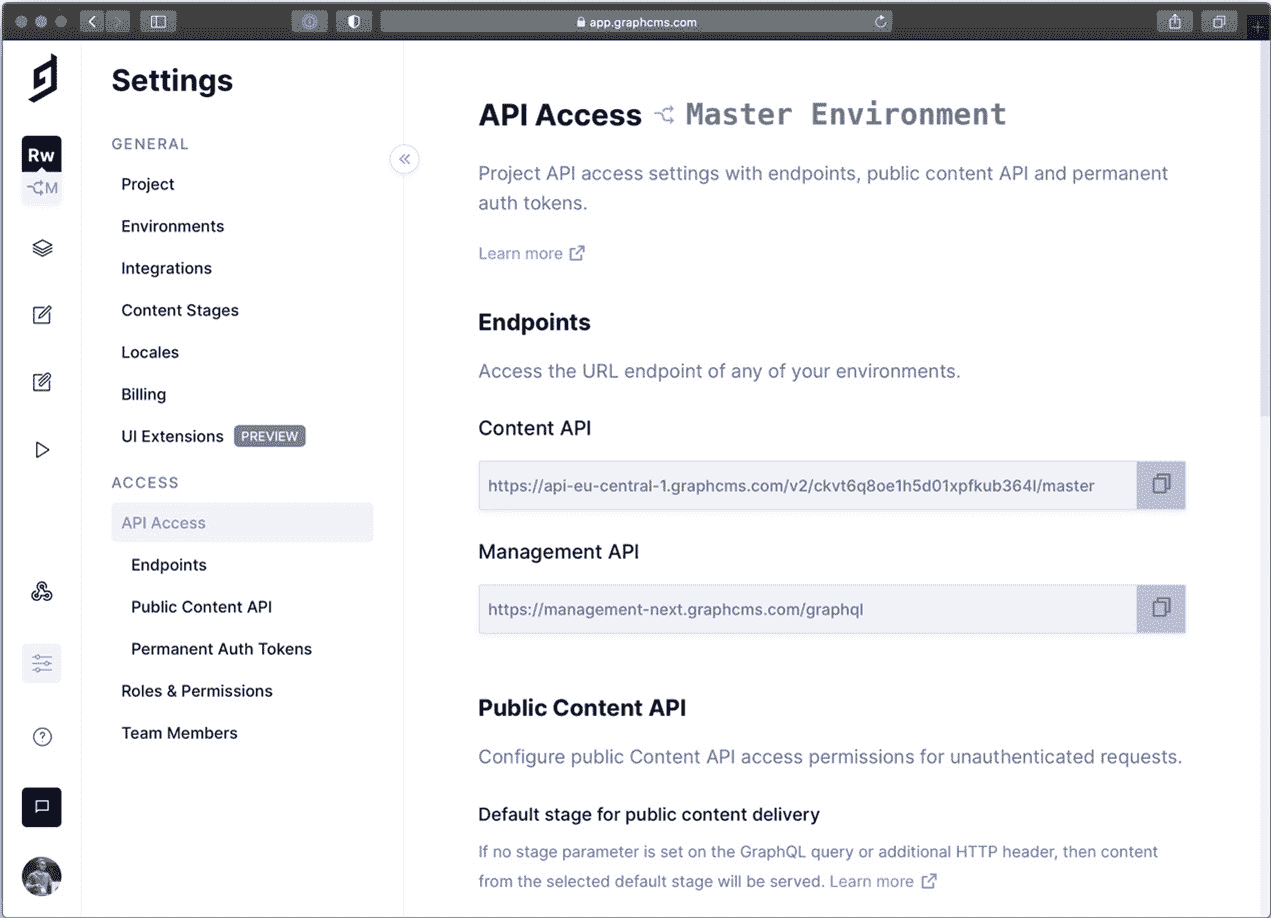 app.graphcms.com
Rw
M
Settings
GENERAL
Project
Environments
Integrations
Content Stages
Locales
Billing
UI Extensions PREVIEW
ACCESS
API Access
Endpoints
Public Content API
Permanent Auth Tokens
Roles & Permissions
Team Members
API Access Master Environment
Project API access settings with endpoints, public content API and permanent
auth tokens.
Learn more
Endpoints
Access the URL endpoint of any of your environments.
Content API
https://api-eu-central-1.graphcms.com/v2/ckvt6q8oe1h5d01xpfkub364l/master
Management API
https://management-next.graphcms.com/graphql
Public Content API
Configure public Content API access permissions for unauthenticated requests.
Default stage for public content delivery
If no stage parameter is set on the GraphQL query or additional HTTP header, then content
from the selected default stage will be served. Learn more